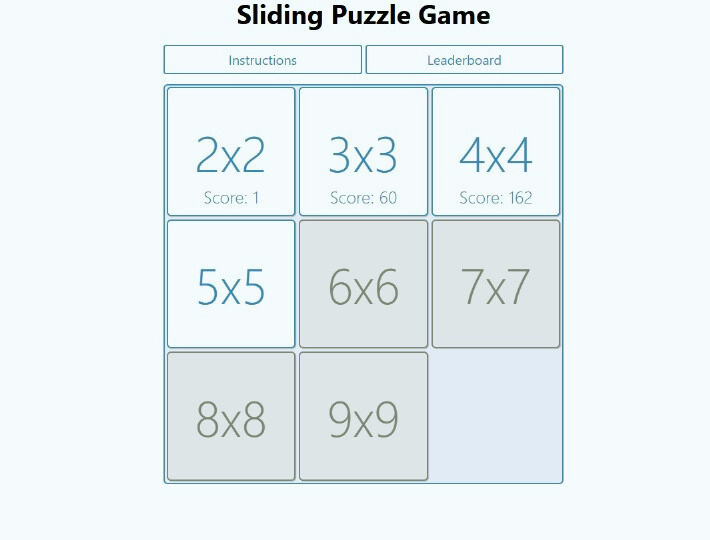 Sliding Puzzle Game
Instructions Leaderboard
2x2 3x3 4x4
Score: 1 Score: 60 Score: 162
5x5 6x6 7x7
8x8 9x9